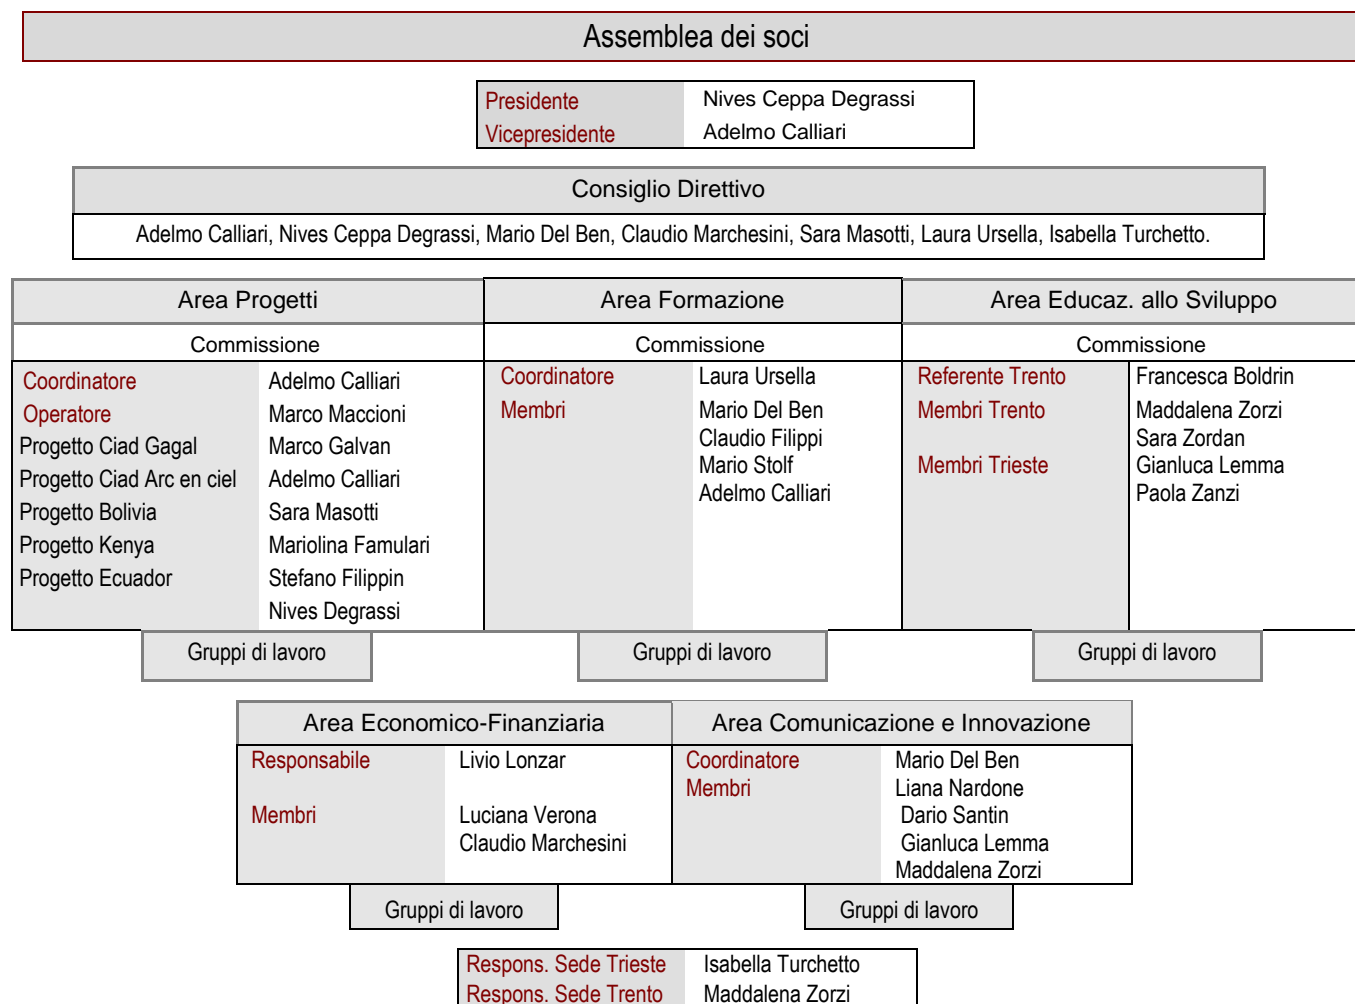 Assemblea dei soci
Presidente Nives Ceppa Degrassi
Vicepresidente Adelmo Calliari
Consiglio Direttivo
Adelmo Calliari, Nives Ceppa Degrassi, Mario Del Ben, Claudio Marchesini, Sara Masotti, Laura Ursella, Isabella Turchetto.
Area Progetti
Commissione
Coordinatore Adelmo Calliari
Operatore Marco Maccioni
Progetto Ciad Gagal Marco Galvan
Progetto Ciad Arc en ciel Adelmo Calliari
Progetto Bolivia Sara Masotti
Progetto Kenya Mariolina Famulari
Progetto Ecuador Stefano Filippin
Nives Degrassi
Gruppi di lavoro
Area Formazione
Commissione
Coordinatore Laura Ursella
Membri Mario Del Ben
Claudio Filippi
Mario Stolf
Adelmo Calliari
Gruppi di lavoro
Area Educaz. allo Sviluppo
Commissione
Referente Trento Francesca Boldrin
Membri Trento Maddalena Zorzi
Sara Zordan
Membri Trieste Gianluca Lemma
Paola Zanzi
Gruppi di lavoro
Area Economico-Finanziaria
Responsabile Livio Lonzar
Membri Luciana Verona
Claudio Marchesini
Gruppi di lavoro
Area Comunicazione e Innovazione
Coordinatore Mario Del Ben
Membri Liana Nardone
Dario Santin
Gianluca Lemma
Maddalena Zorzi
Gruppi di lavoro
Respons. Sede Trieste Isabella Turchetto
Respons. Sede Trento Maddalena Zorzi